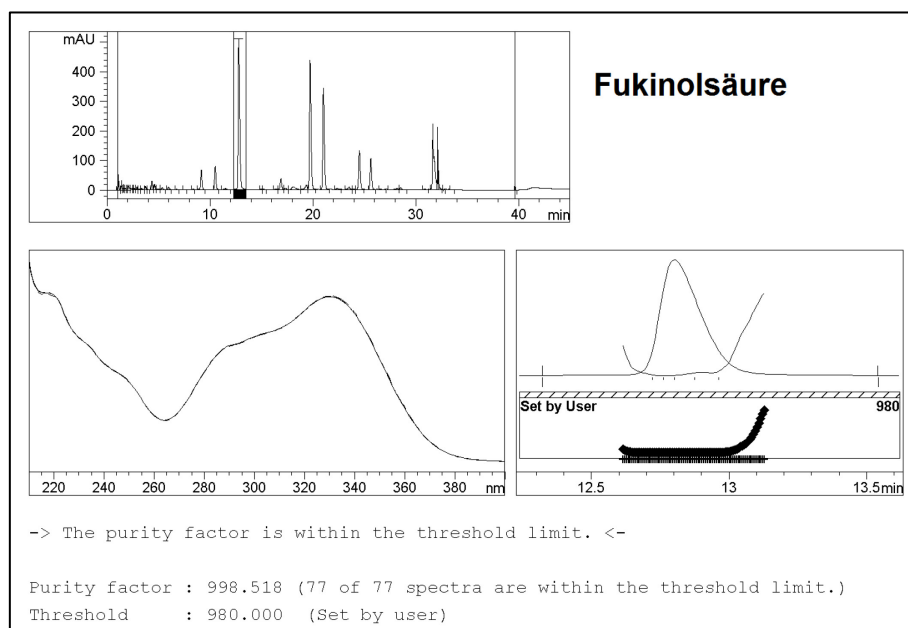 mAU
Fukinolsäure
400
300
200
100
0
0 10 20 30 40 min
Set by User 980
220 240 260 280 300 320 340 360 380 nm
12.5 13 13.5 min
-> The purity factor is within the threshold limit. <-
Purity factor : 998.518 (77 of 77 spectra are within the threshold limit.)
Threshold : 980.000 (Set by user)